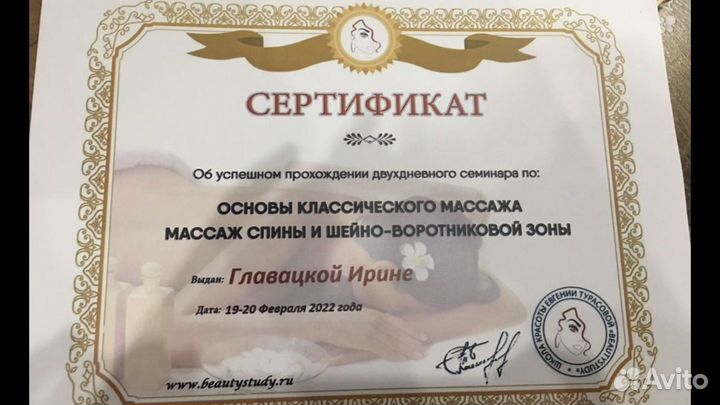 СЕРТИФИКАТ
Об успешном прохождении двухдневного семинара по:
ОСНОВЫ КЛАССИЧЕСКОГО МАССАЖА
МАССАЖ СПИНЫ И ШЕЙНО-ВОРОТНИКОВОЙ ЗОНЫ
Выдан: Главацкой Ирине
Дата: 19-20 Февраля 2022 года
ШКОЛА КРАСОТЫ ЕВГЕНИИ ТУРАСОВОЙ •BEAUTYSTUDY•
www.beautystudy.ru
Avito